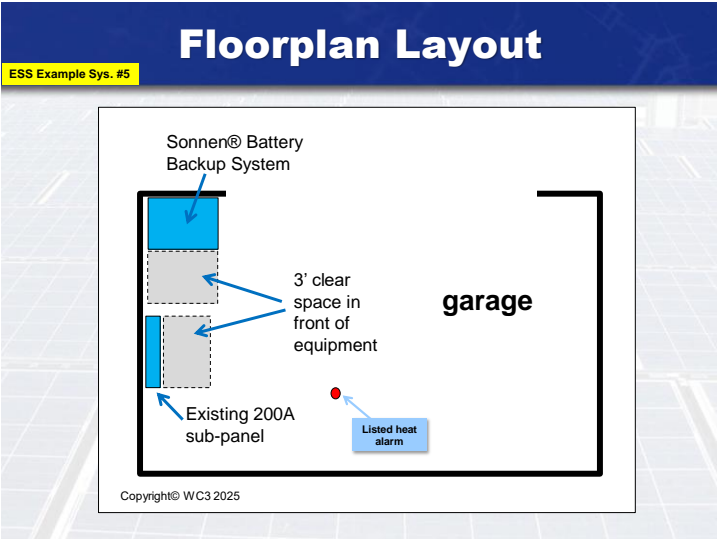 Floorplan Layout
ESS Example Sys. #5
Sonnen® Battery
Backup System
3’ clear
space in
front of
equipment
garage
Existing 200A
sub-panel
Listed heat
alarm
Copyright© WC3 2025